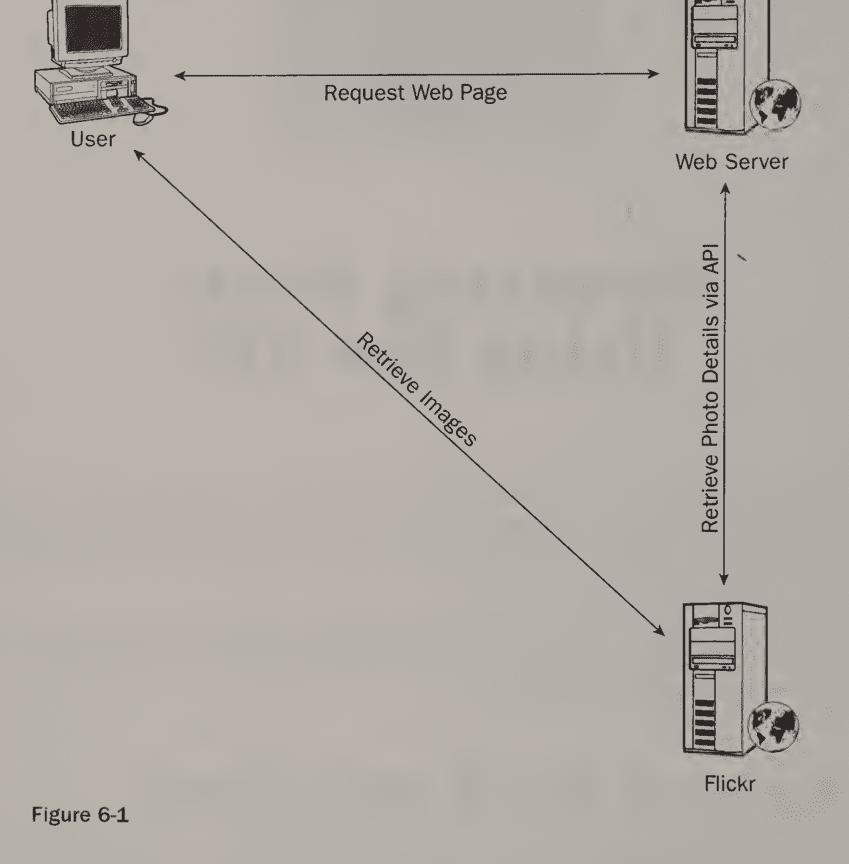 Request Web Page
User
Web Server
Retrieve Photo Details via API
Retrieve Images
Flickr
Figure 6-1